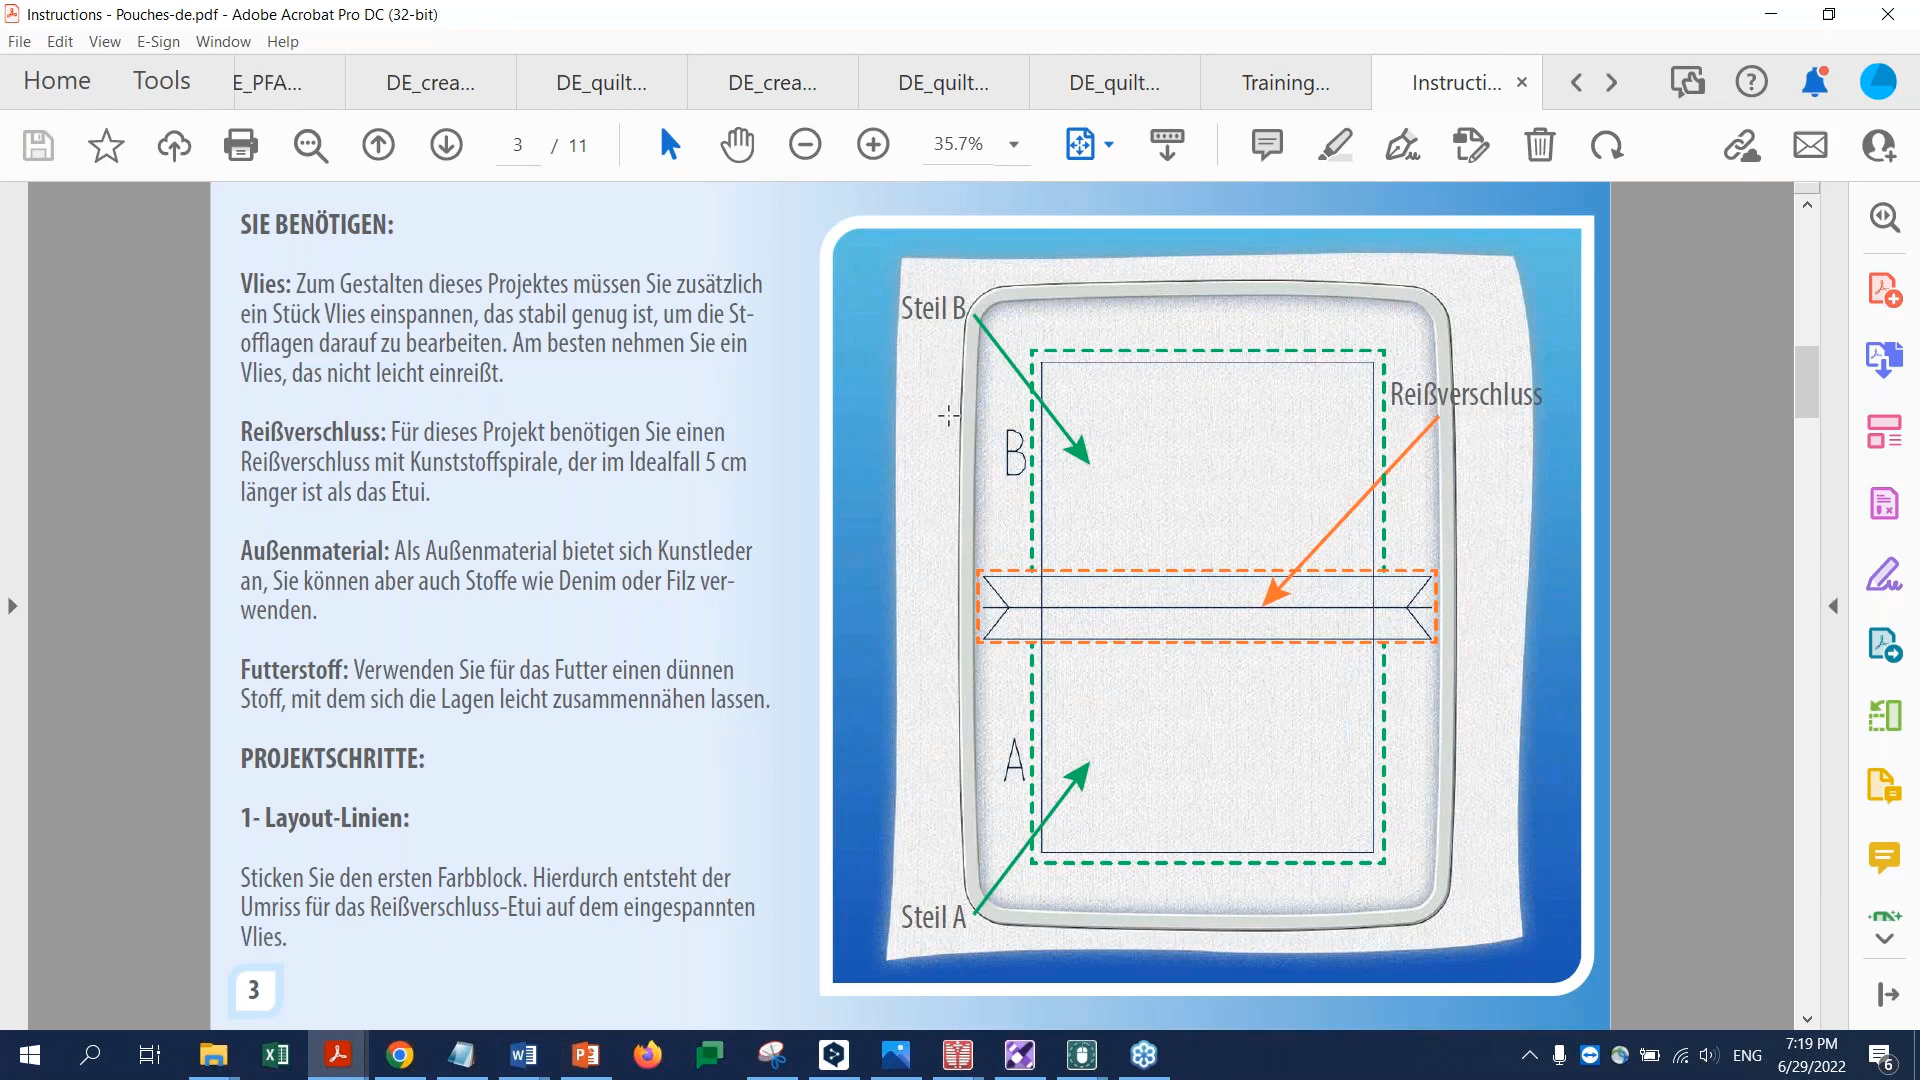 Instructions - Pouches-de.pdf - Adobe Acrobat Pro DC (32-bit)
File Edit View E-Sign Window Help
Home Tools E_PFA... DE_crea... DE_quilt... DE_crea... DE_quilt... DE_quilt... Training... Instructi...
3 / 11 35.7%
SIE BENÖTIGEN:
Vlies: Zum Gestalten dieses Projektes müssen Sie zusätzlich
ein Stück Vlies einspannen, das stabil genug ist, um die St-
offlagen darauf zu bearbeiten. Am besten nehmen Sie ein
Vlies, das nicht leicht einreißt.
Reißverschluss: Für dieses Projekt benötigen Sie einen
Reißverschluss mit Kunststoffspirale, der im Idealfall 5 cm
länger ist als das Etui.
Außenmaterial: Als Außenmaterial bietet sich Kunstleder
an, Sie können aber auch Stoffe wie Denim oder Filz ver-
wenden.
Futterstoff: Verwenden Sie für das Futter einen dünnen
Stoff, mit dem sich die Lagen leicht zusammennähen lassen.
PROJEKTSCHRITTE:
1- Layout-Linien:
Sticken Sie den ersten Farbblock. Hierdurch entsteht der
Umriss für das Reißverschluss-Etui auf dem eingespannten
Vlies.
3
Steil B
Reißverschluss
B
A
Steil A
ENG
7:19 PM
6/29/2022
6